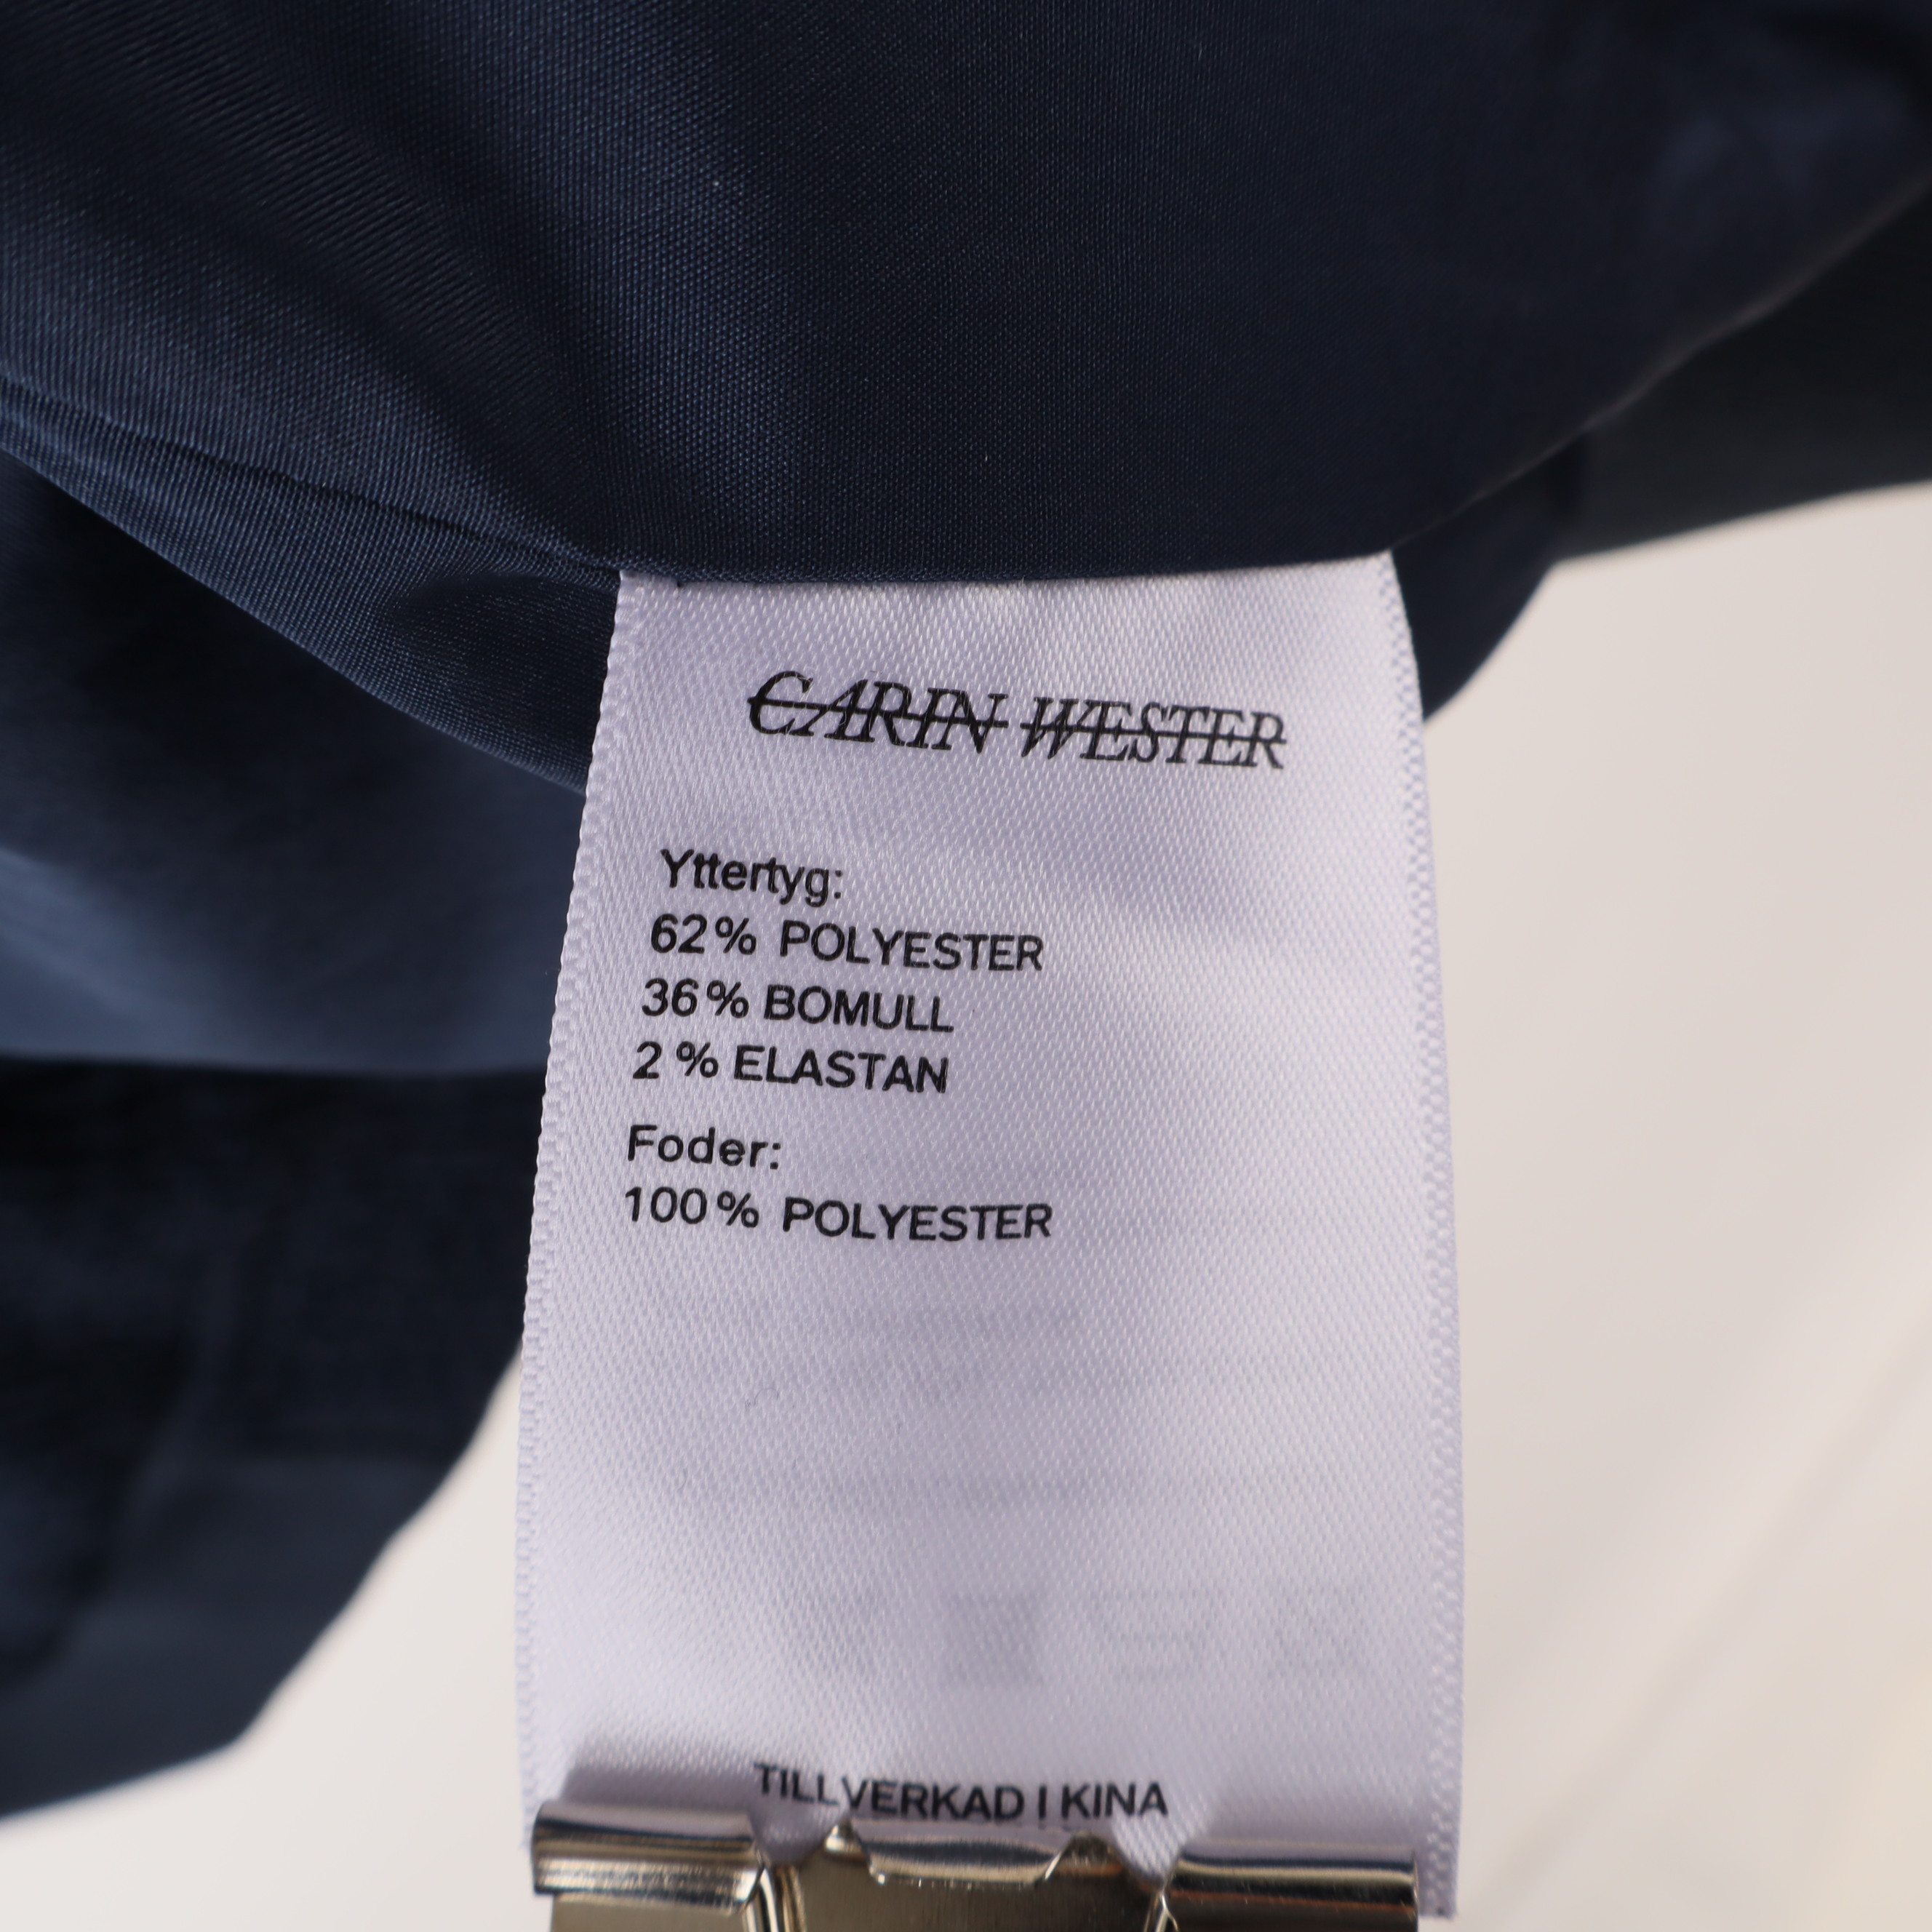 CARIN WESTER
Yttertyg:
62% POLYESTER
36% BOMULL
2% ELASTAN
Foder:
100% POLYESTER
TILLVERKAD I KINA